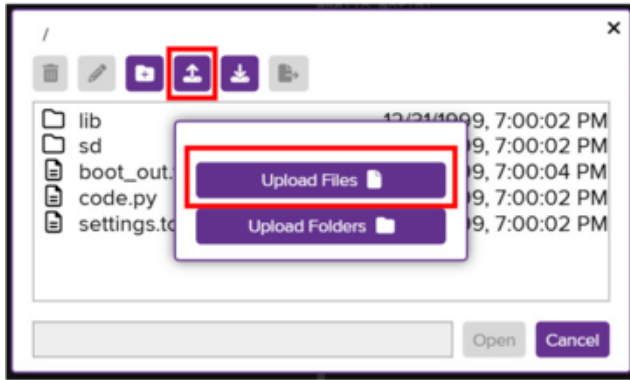 /
lib 12/31/1999, 7:00:02 PM
sd 99, 7:00:02 PM
boot_out. 99, 7:00:04 PM
Upload Files
code.py 99, 7:00:02 PM
settings.to 99, 7:00:02 PM
Upload Folders
Open Cancel